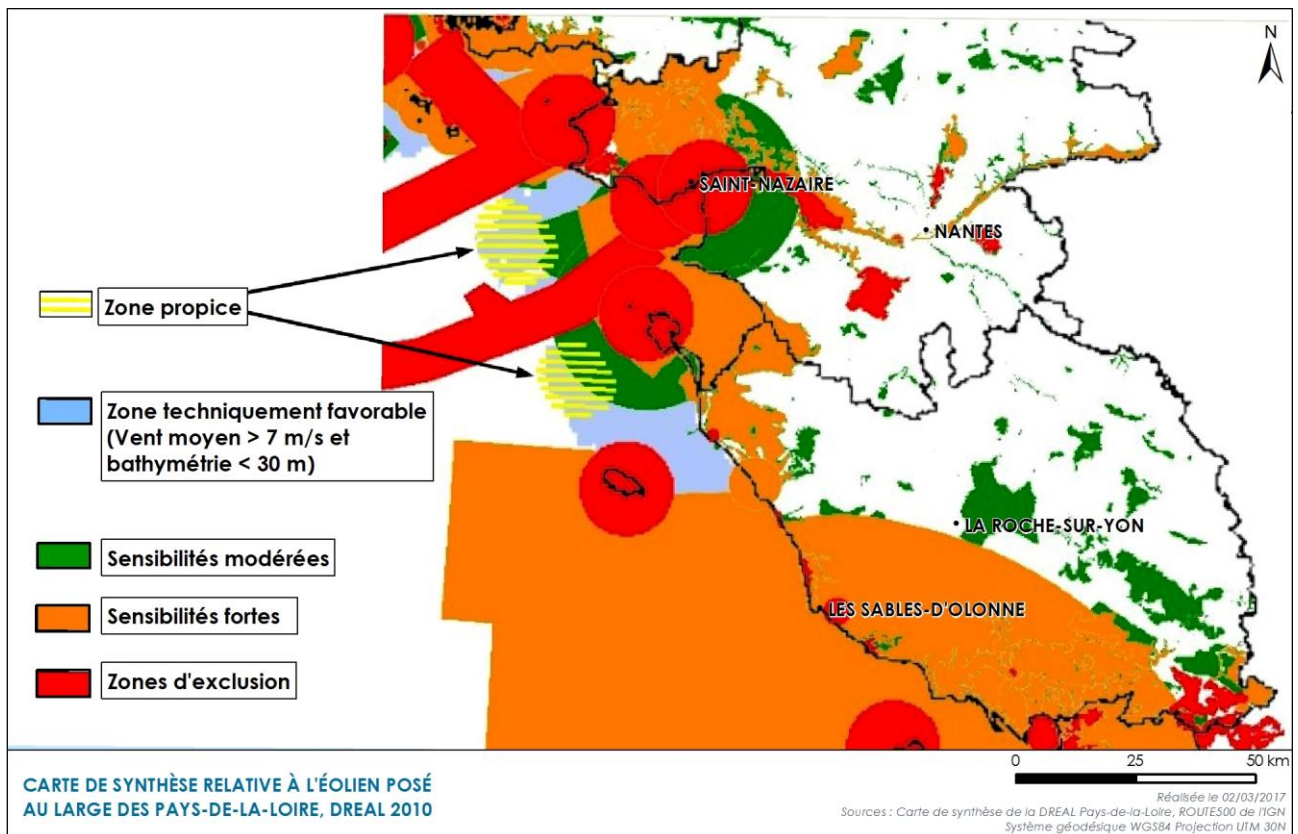 N
SAINT-NAZAIRE
NANTES
Zone propice
Zone techniquement favorable
(Vent moyen > 7 m/s et
bathymétrie < 30 m)
LA ROCHE-SUR-YON
Sensibilités modérées
LES SABLES-D'OLONNE
Sensibilités fortes
Zones d'exclusion
0 25 50 km
CARTE DE SYNTHÈSE RELATIVE À L'ÉOLIEN POSÉ
AU LARGE DES PAYS-DE-LA-LOIRE, DREAL 2010
Réalisée le 02/03/2017
Sources : Carte de synthèse de la DREAL Pays-de-la-Loire, ROUTE500 de l'IGN
Système géodésique WGS84 Projection UTM 30N